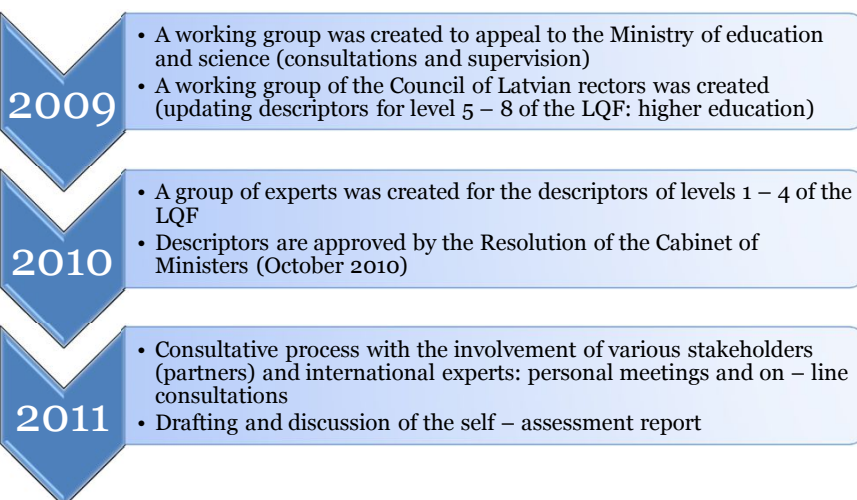 2009
• A working group was created to appeal to the Ministry of education
and science (consultations and supervision)
• A working group of the Council of Latvian rectors was created
(updating descriptors for level 5 – 8 of the LQF: higher education)
2010
• A group of experts was created for the descriptors of levels 1 – 4 of the
LQF
• Descriptors are approved by the Resolution of the Cabinet of
Ministers (October 2010)
2011
• Consultative process with the involvement of various stakeholders
(partners) and international experts: personal meetings and on – line
consultations
• Drafting and discussion of the self – assessment report